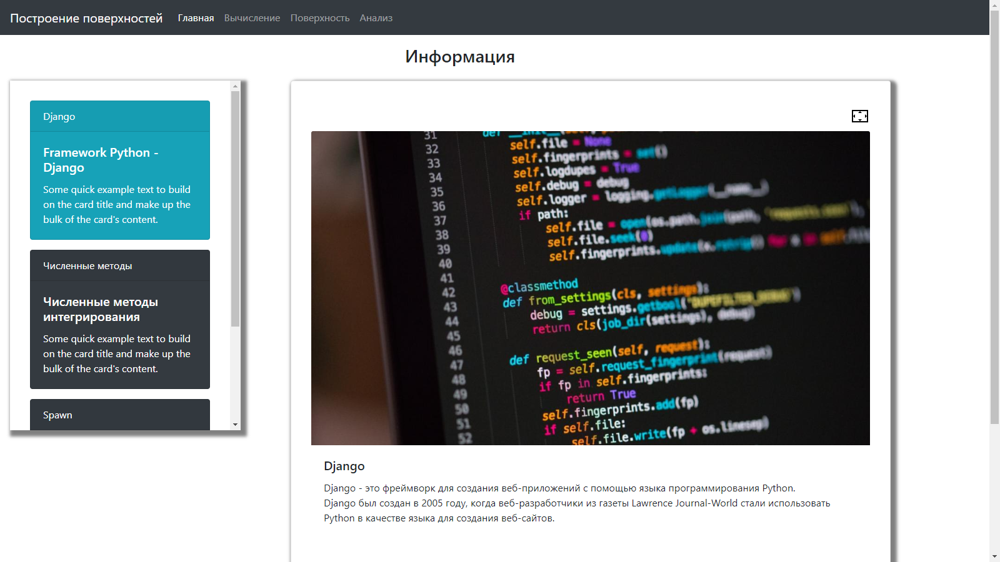 Построение поверхностей Главная Вычисление Поверхность Анализ
Информация
Django
Framework Python -
Django
Some quick example text to build
on the card title and make up the
bulk of the card's content.
Численные методы
Численные методы
интегрирования
Some quick example text to build
on the card title and make up the
bulk of the card's content.
Spawn
31 def __init__(self,
32 self.file = None
33 self.fingerprints = set()
34 self.logdupes = True
35 self.debug = debug
36 self.logger = logging.getLogger(__name__)
37 if path:
38 self.file = open(os.path.join(path, 'requests.seen'),
39 self.file.seek(0)
40 self.fingerprints.update(x.rstrip() for x in self.file
41
42 @classmethod
43 def from_settings(cls, settings):
44 debug = settings.getbool('DUPEFILTER_DEBUG')
45 return cls(job_dir(settings), debug)
46
47 def request_seen(self, request):
48 fp = self.request_fingerprint(request)
49 if fp in self.fingerprints:
50 return True
51 self.fingerprints.add(fp)
52 if self.file:
self.file.write(fp + os.linesep)
Django
Django - это фреймворк для создания веб-приложений с помощью языка программирования Python.
Django был создан в 2005 году, когда веб-разработчики из газеты Lawrence Journal-World стали использовать
Python в качестве языка для создания веб-сайтов.